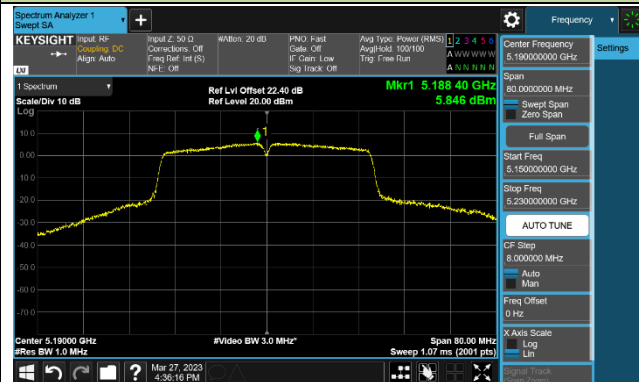 Spectrum Analyzer 1
Swept SA
Frequency
KEYSIGHT
Input: RF
Coupling: DC
Align: Auto
Input Z: 50 Ω
Corrections: Off
Freq Ref: Int (S)
NFE: Off
#Atten: 20 dB
PNO: Fast
Gate: Off
IF Gain: Low
Sig Track: Off
Avg Type: Power (RMS)
Avg|Hold: 100/100
Trig: Free Run
1 2 3 4 5 6
A W W W W W
A N N N N N
LXI
1 Spectrum
Scale/Div 10 dB
Log
Ref Lvl Offset 22.40 dB
Ref Level 20.00 dBm
Mkr1 5.188 40 GHz
5.846 dBm
1
10.0
0.00
-10.0
-20.0
-30.0
-40.0
-50.0
-60.0
-70.0
Center 5.19000 GHz
#Res BW 1.0 MHz
#Video BW 3.0 MHz*
Span 80.00 MHz
Sweep 1.07 ms (2001 pts)
Mar 27, 2023
4:36:16 PM
Center Frequency
5.190000000 GHz
Settings
Span
80.0000000 MHz
Swept Span
Zero Span
Full Span
Start Freq
5.150000000 GHz
Stop Freq
5.230000000 GHz
AUTO TUNE
CF Step
8.000000 MHz
Auto
Man
Freq Offset
0 Hz
X Axis Scale
Log
Lin
Signal Track
(Span Zoom)